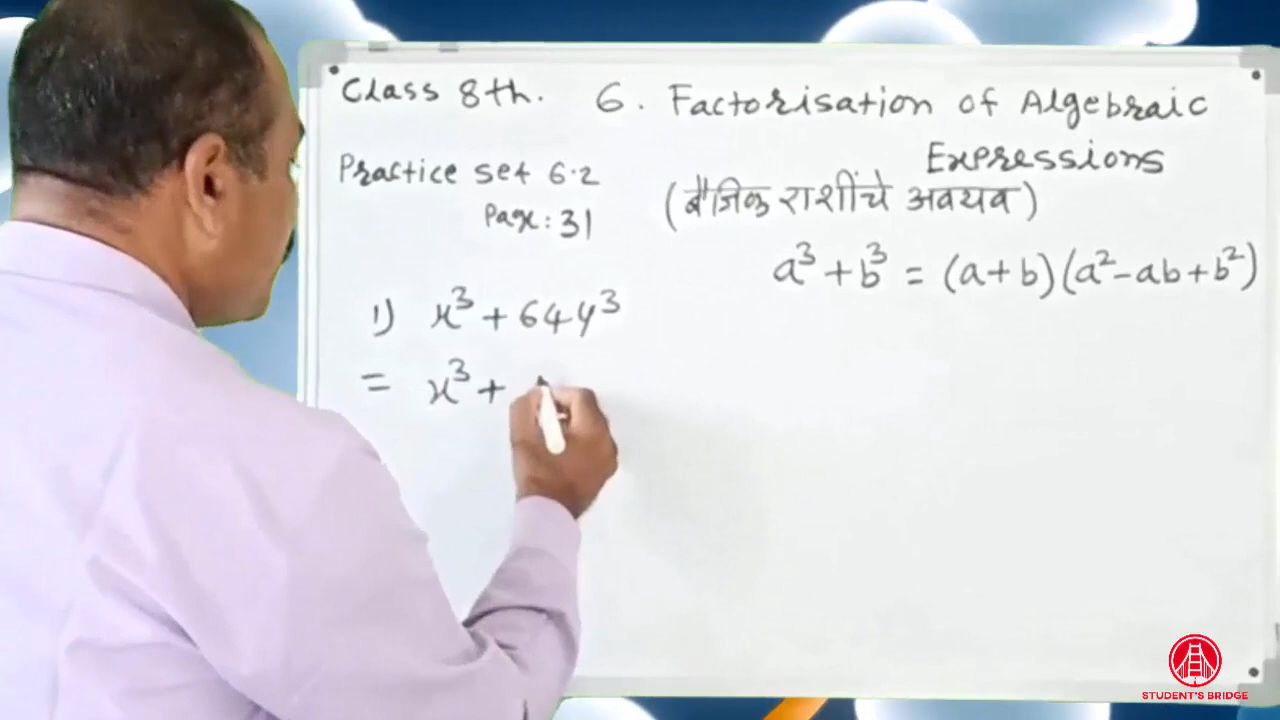 Class 8th. 6. Factorisation of Algebraic
Expressions
Practice set 6.2
Page: 31
(बैजिक राशींचे अवयव)
a³ + b³ = (a+b)(a²-ab+b²)
1) x³ + 64y³
= x³ +
STUDENT'S BRIDGE